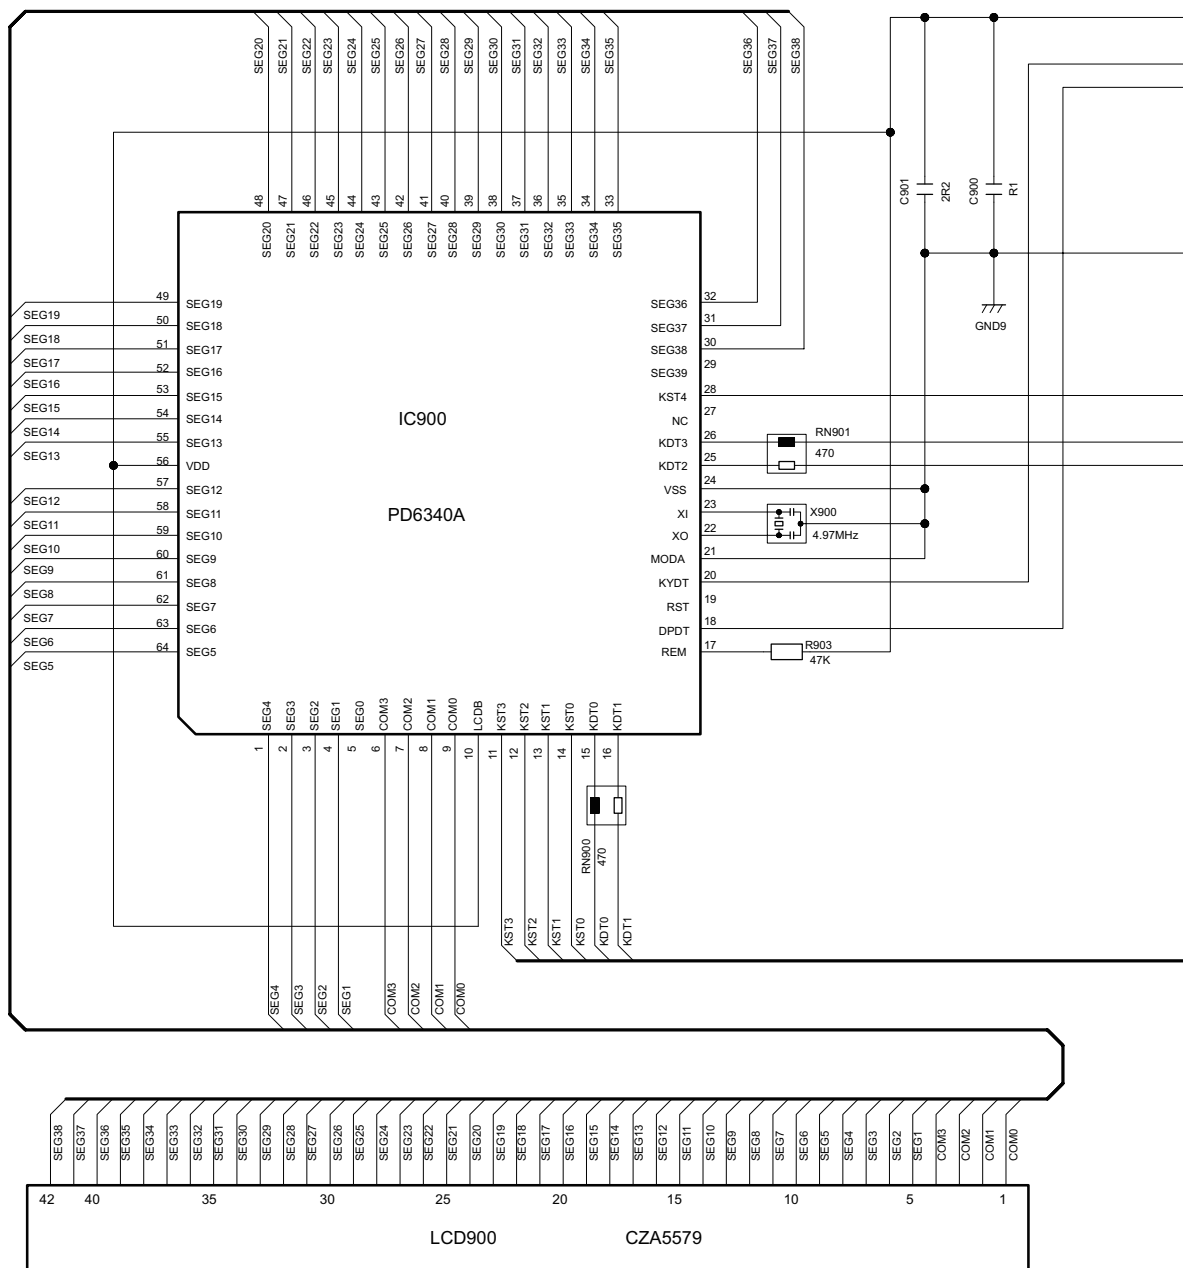 SEG20 SEG21 SEG22 SEG23 SEG24 SEG25 SEG26 SEG27 SEG28 SEG29 SEG30 SEG31 SEG32 SEG33 SEG34 SEG35 SEG36 SEG37 SEG38
C901 2R2 C900 R1
48 47 46 45 44 43 42 41 40 39 38 37 36 35 34 33
SEG20 SEG21 SEG22 SEG23 SEG24 SEG25 SEG26 SEG27 SEG28 SEG29 SEG30 SEG31 SEG32 SEG33 SEG34 SEG35
GND9
SEG19 49 SEG19
SEG18 50 SEG18
SEG17 51 SEG17
SEG16 52 SEG16
SEG15 53 SEG15
SEG14 54 SEG14
SEG13 55 SEG13
56 VDD
SEG12 57 SEG12
SEG11 58 SEG11
SEG10 59 SEG10
SEG9 60 SEG9
SEG8 61 SEG8
SEG7 62 SEG7
SEG6 63 SEG6
SEG5 64 SEG5
IC900
PD6340A
SEG36 32
SEG37 31
SEG38 30
SEG39 29
KST4 28
NC 27
KDT3 26
KDT2 25
VSS 24
XI 23
XO 22
MODA 21
KYDT 20
RST 19
DPDT 18
REM 17
RN901
470
X900
4.97MHz
R903
47K
SEG4 SEG3 SEG2 SEG1 SEG0 COM3 COM2 COM1 COM0 LCDB KST3 KST2 KST1 KST0 KDT0 KDT1
1 2 3 4 5 6 7 8 9 10 11 12 13 14 15 16
RN900 470
KST3 KST2 KST1 KST0 KDT0 KDT1
SEG4 SEG3 SEG2 SEG1 COM3 COM2 COM1 COM0
SEG38 SEG37 SEG36 SEG35 SEG34 SEG33 SEG32 SEG31 SEG30 SEG29 SEG28 SEG27 SEG26 SEG25 SEG24 SEG23 SEG22 SEG21 SEG20 SEG19 SEG18 SEG17 SEG16 SEG15 SEG14 SEG13 SEG12 SEG11 SEG10 SEG9 SEG8 SEG7 SEG6 SEG5 SEG4 SEG3 SEG2 SEG1 COM3 COM2 COM1 COM0
42 40 35 30 25 20 15 10 5 1
LCD900 CZA5579